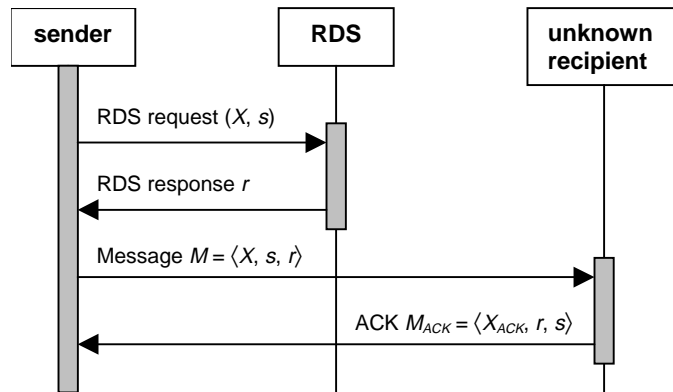 sender
RDS
unknown
recipient
RDS request (X, s)
RDS response r
Message M = ⟨X, s, r⟩
ACK M_ACK = ⟨X_ACK, r, s⟩